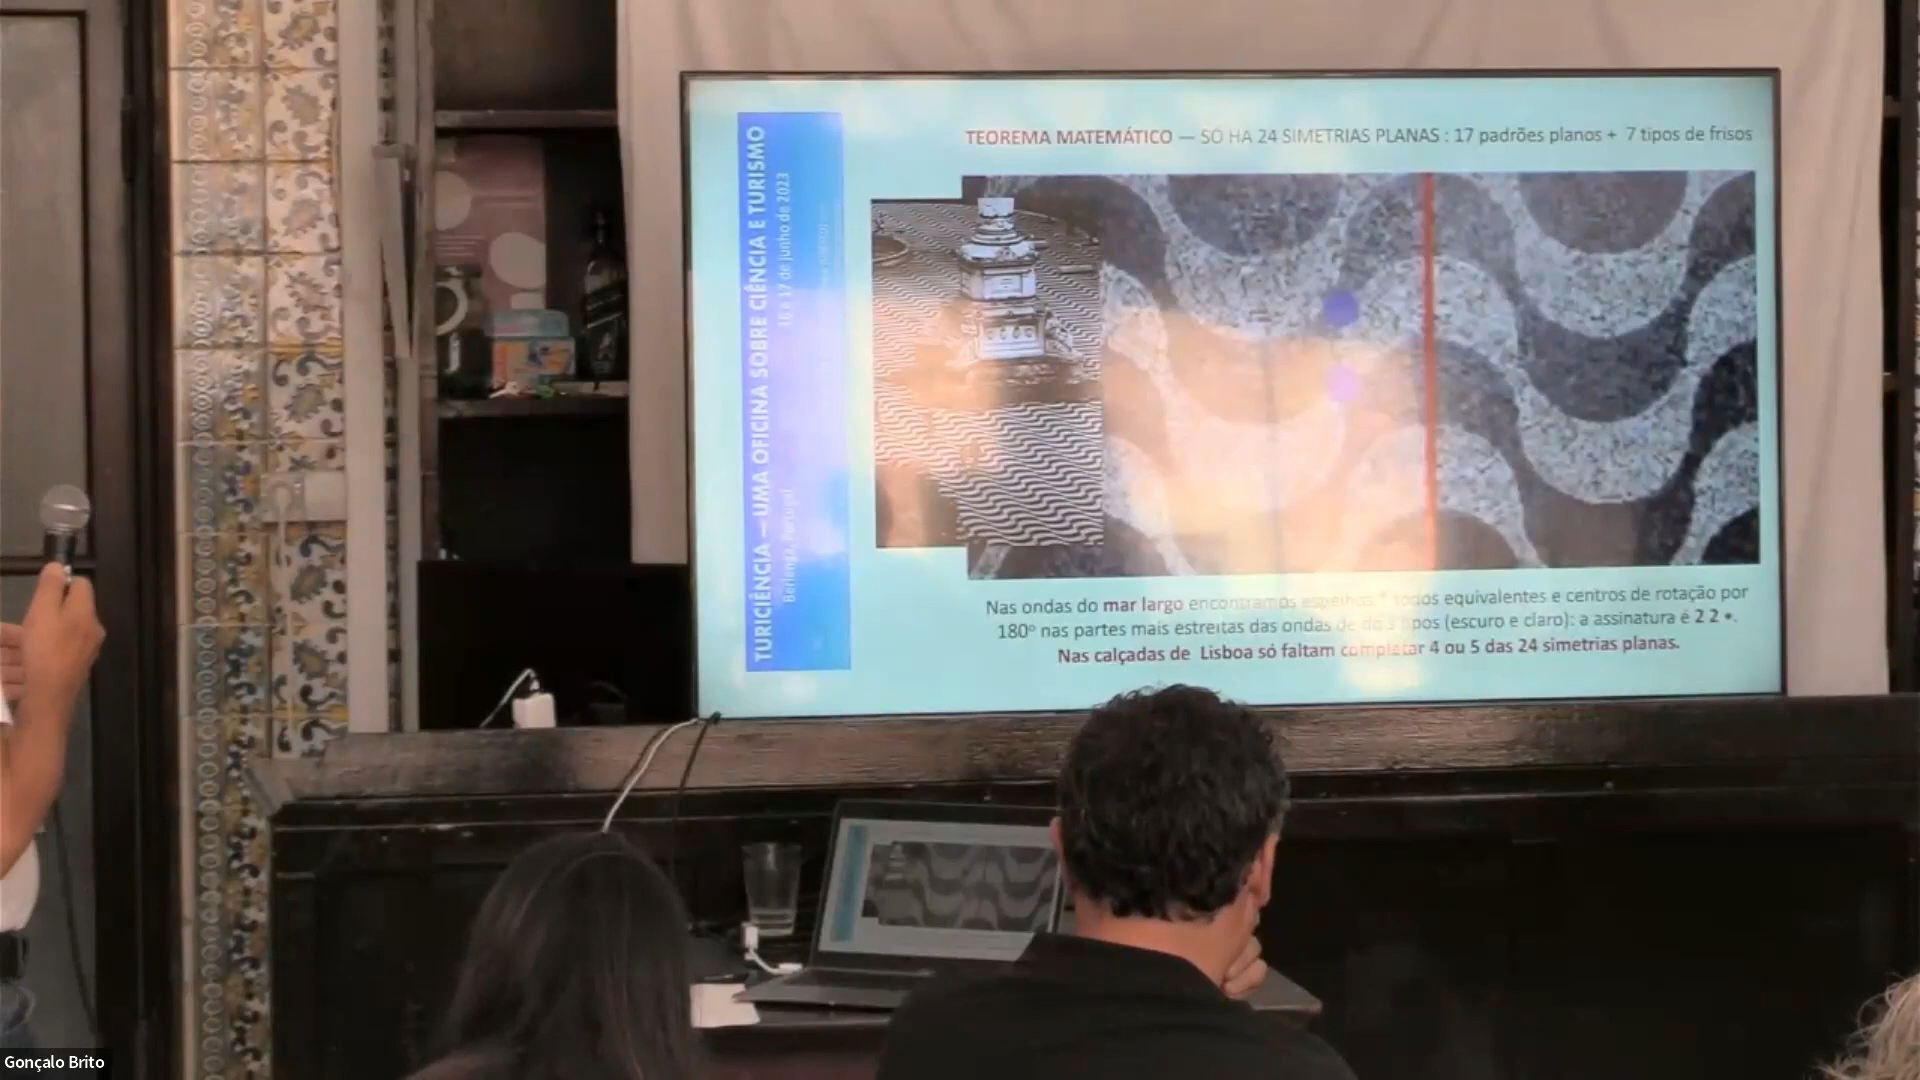 TEOREMA MATEMÁTICO — SÓ HA 24 SIMETRIAS PLANAS : 17 padrões planos + 7 tipos de frisos
TURICIÊNCIA – UMA OFICINA SOBRE CIÊNCIA E TURISMO
16 e 17 de junho de 2023
Berlenga, Portugal
Nas ondas do mar largo encontramos espelhos * todos equivalentes e centros de rotação por
180º nas partes mais estreitas das ondas de dois tipos (escuro e claro): a assinatura é 2 2 *.
Nas calçadas de Lisboa só faltam completar 4 ou 5 das 24 simetrias planas.
Gonçalo Brito